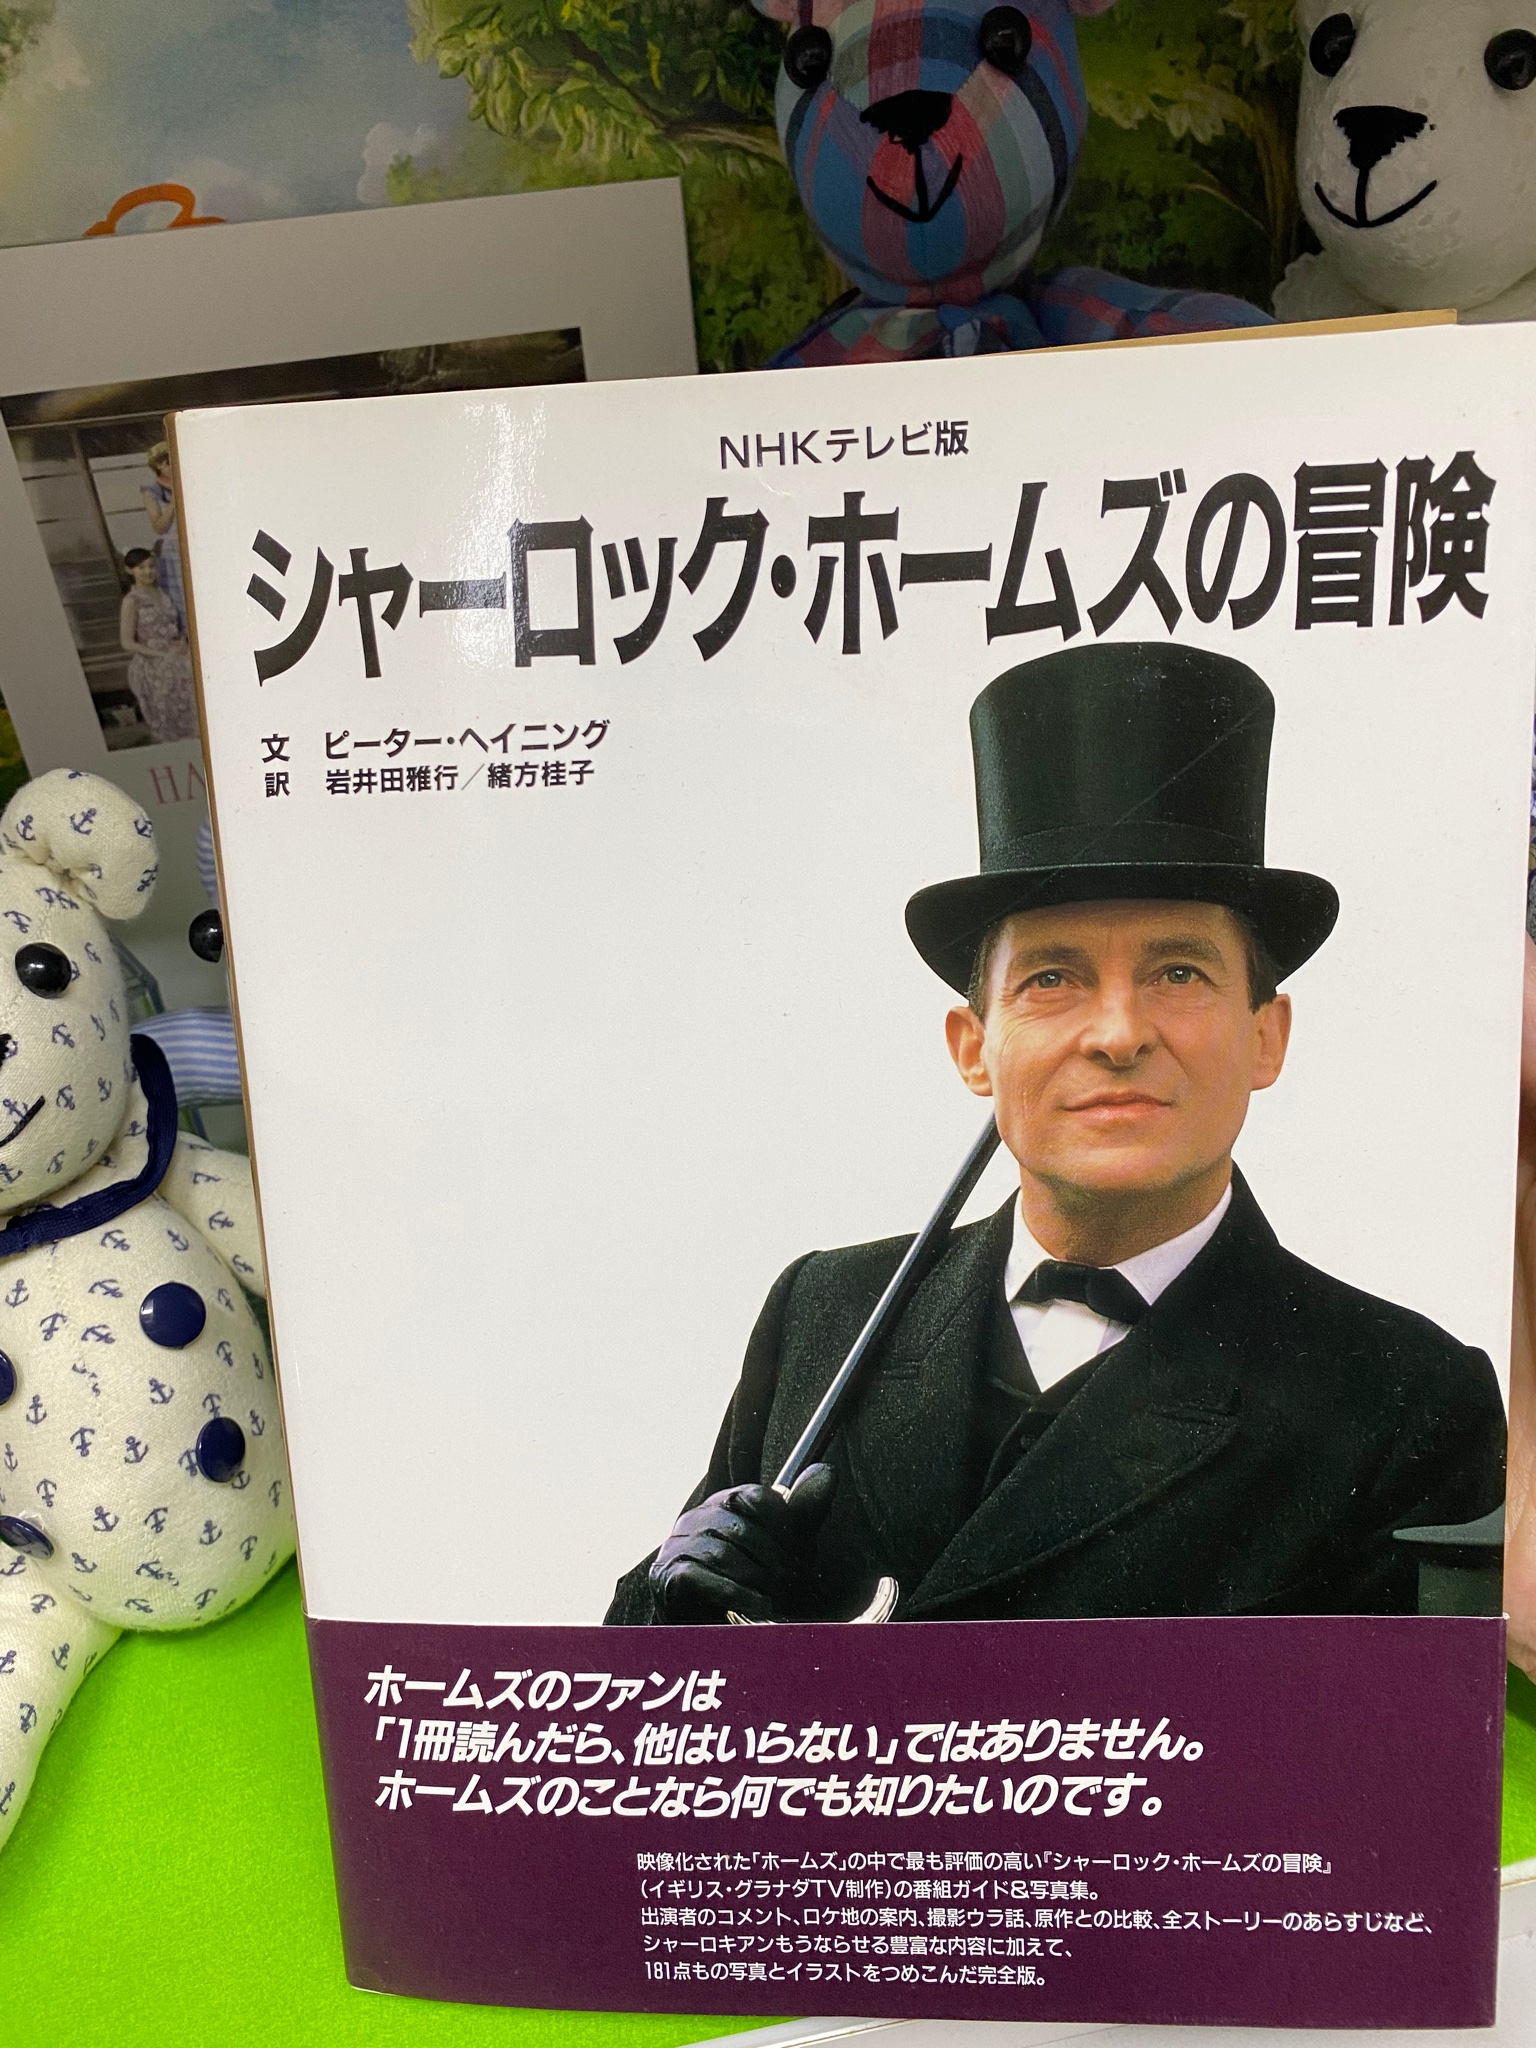 NHKテレビ版
シャーロック・ホームズの冒険
文 ピーター・ヘイニング
訳 岩井田雅行／緒方桂子
HA
ホームズのファンは
「1冊読んだら、他はいらない」ではありません。
ホームズのことなら何でも知りたいのです。
映像化された「ホームズ」の中で最も評価の高い『シャーロック・ホームズの冒険』
（イギリス・グラナダTV制作）の番組ガイド&写真集。
出演者のコメント、ロケ地の案内、撮影ウラ話、原作との比較、全ストーリーのあらすじなど、
シャーロキアンもうならせる豊富な内容に加えて、
181点もの写真とイラストをつめこんだ完全版。